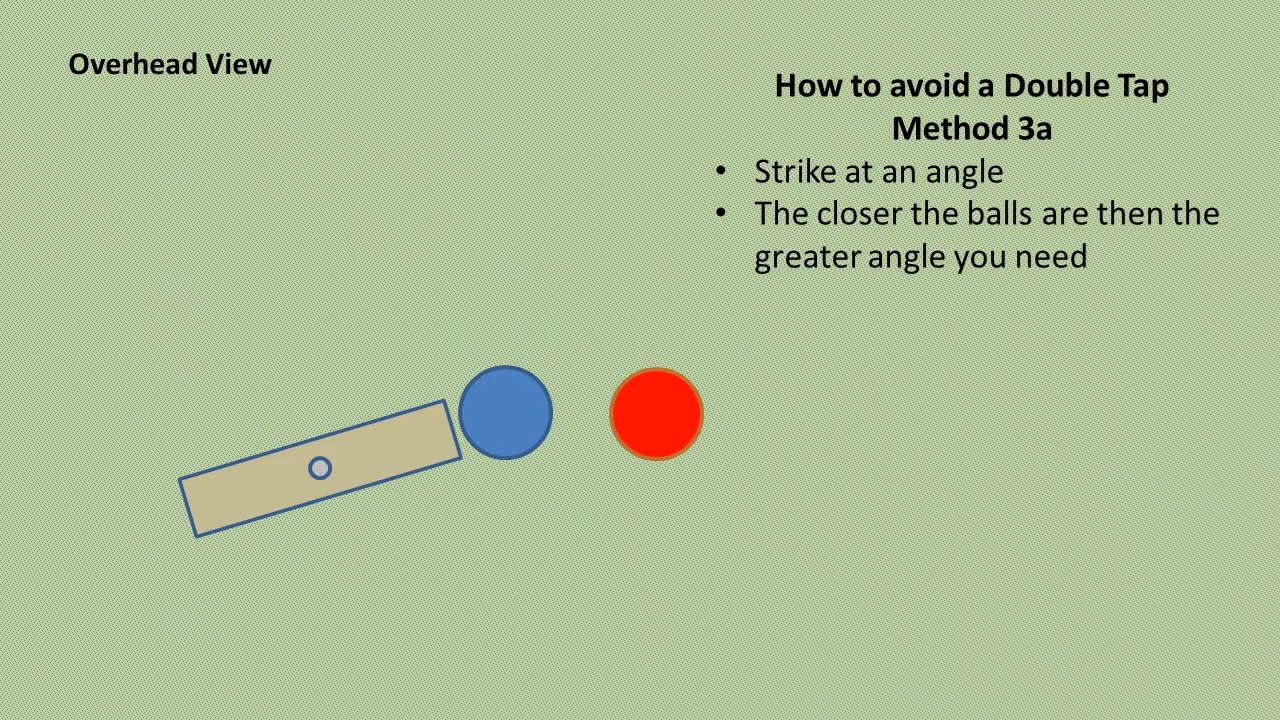 Overhead View
How to avoid a Double Tap
Method 3a
• Strike at an angle
• The closer the balls are then the
greater angle you need